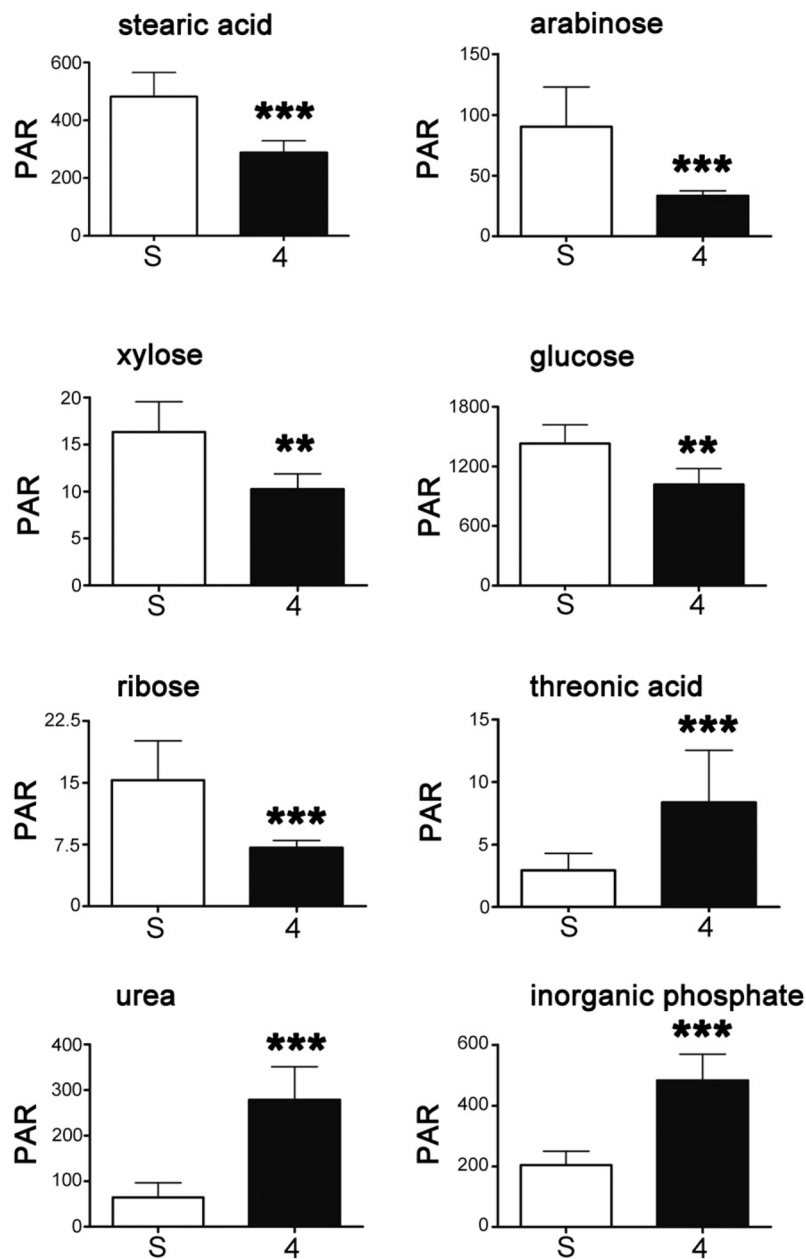 stearic acid
PAR
600
400
200
0
***
S 4
arabinose
PAR
150
100
50
0
***
S 4
xylose
PAR
20
15
10
5
0
**
S 4
glucose
PAR
1800
1200
600
0
**
S 4
ribose
PAR
22.5
15
7.5
0
***
S 4
threonic acid
PAR
15
10
5
0
***
S 4
urea
PAR
400
300
200
100
0
***
S 4
inorganic phosphate
PAR
600
400
200
0
***
S 4